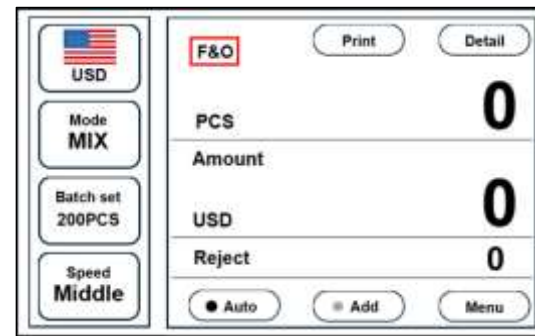 USD
Mode
MIX
Batch set
200PCS
Speed
Middle
F&O
Print
Detail
PCS
0
Amount
USD
0
Reject
0
Auto
Add
Menu